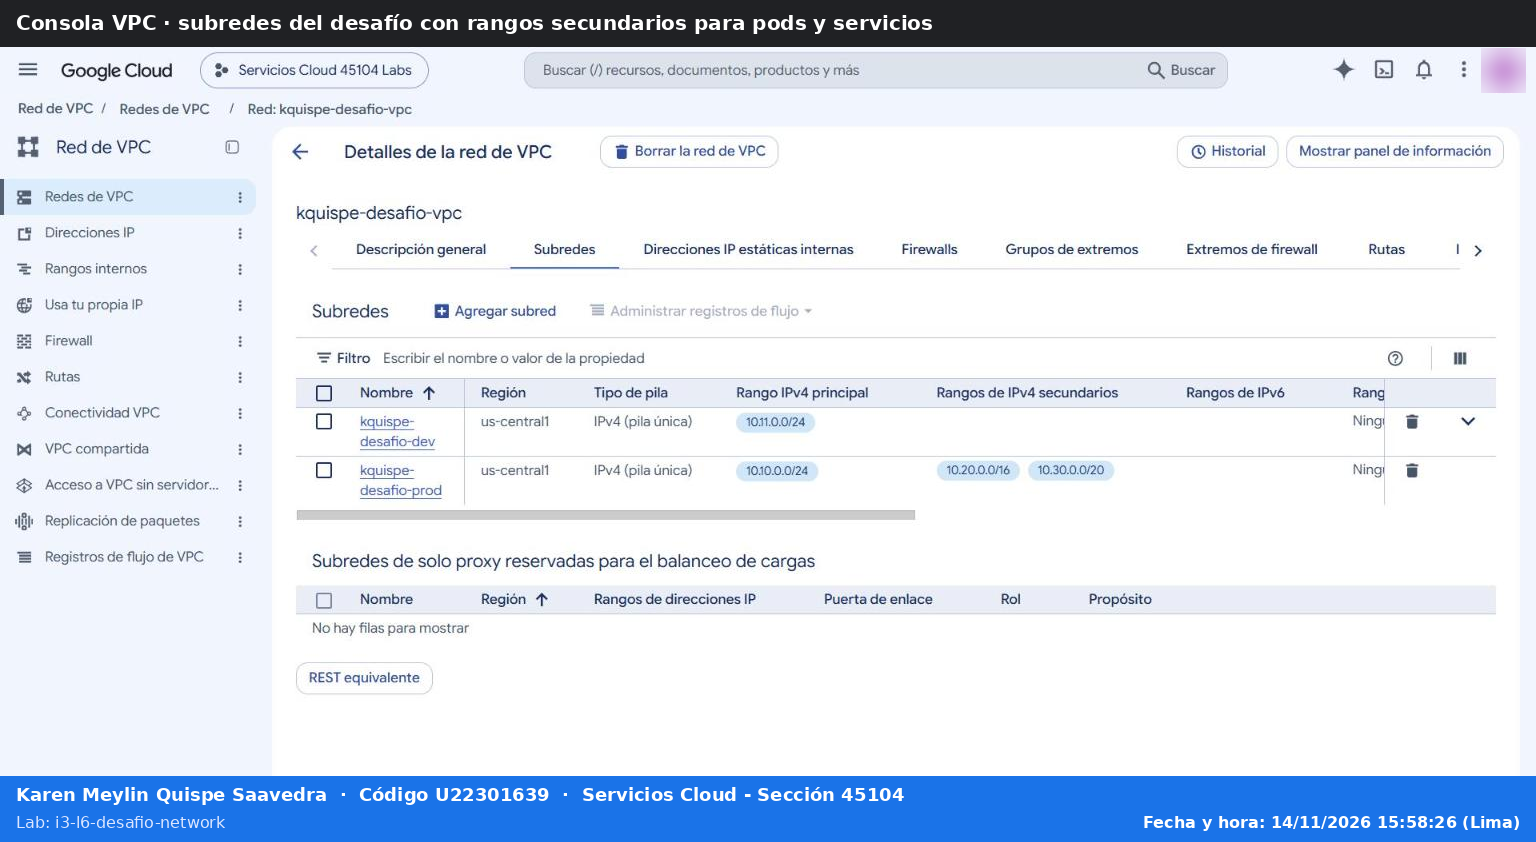 Consola VPC · subredes del desafío con rangos secundarios para pods y servicios
Google Cloud
Servicios Cloud 45104 Labs
Buscar (/) recursos, documentos, productos y más
Buscar
Red de VPC / Redes de VPC / Red: kquispe-desafio-vpc
Red de VPC
Redes de VPC
Direcciones IP
Rangos internos
Usa tu propia IP
Firewall
Rutas
Conectividad VPC
VPC compartida
Acceso a VPC sin servidor...
Replicación de paquetes
Registros de flujo de VPC
Detalles de la red de VPC
Borrar la red de VPC
Historial
Mostrar panel de información
kquispe-desafio-vpc
Descripción general Subredes Direcciones IP estáticas internas Firewalls Grupos de extremos Extremos de firewall Rutas
Subredes
Agregar subred
Administrar registros de flujo
Filtro Escribir el nombre o valor de la propiedad
Nombre Región Tipo de pila Rango IPv4 principal Rangos de IPv4 secundarios Rangos de IPv6 Rang
kquispe-desafio-dev us-central1 IPv4 (pila única) 10.11.0.0/24 Ningu
kquispe-desafio-prod us-central1 IPv4 (pila única) 10.10.0.0/24 10.20.0.0/16 10.30.0.0/20 Ningu
Subredes de solo proxy reservadas para el balanceo de cargas
Nombre Región Rangos de direcciones IP Puerta de enlace Rol Propósito
No hay filas para mostrar
REST equivalente
Karen Meylin Quispe Saavedra · Código U22301639 · Servicios Cloud - Sección 45104
Lab: i3-l6-desafio-network
Fecha y hora: 14/11/2026 15:58:26 (Lima)